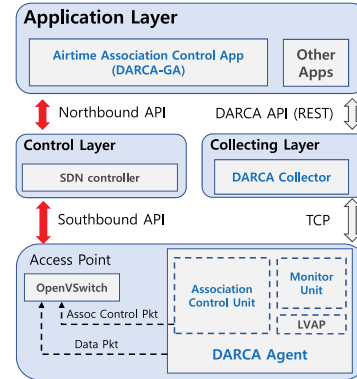 Application Layer
Airtime Association Control App
(DARCA-GA)
Other
Apps
Northbound API
DARCA API (REST)
Control Layer
SDN controller
Collecting Layer
DARCA Collector
Southbound API
TCP
Access Point
OpenVSwitch
Assoc Control Pkt
Data Pkt
Association
Control Unit
Monitor
Unit
LVAP
DARCA Agent